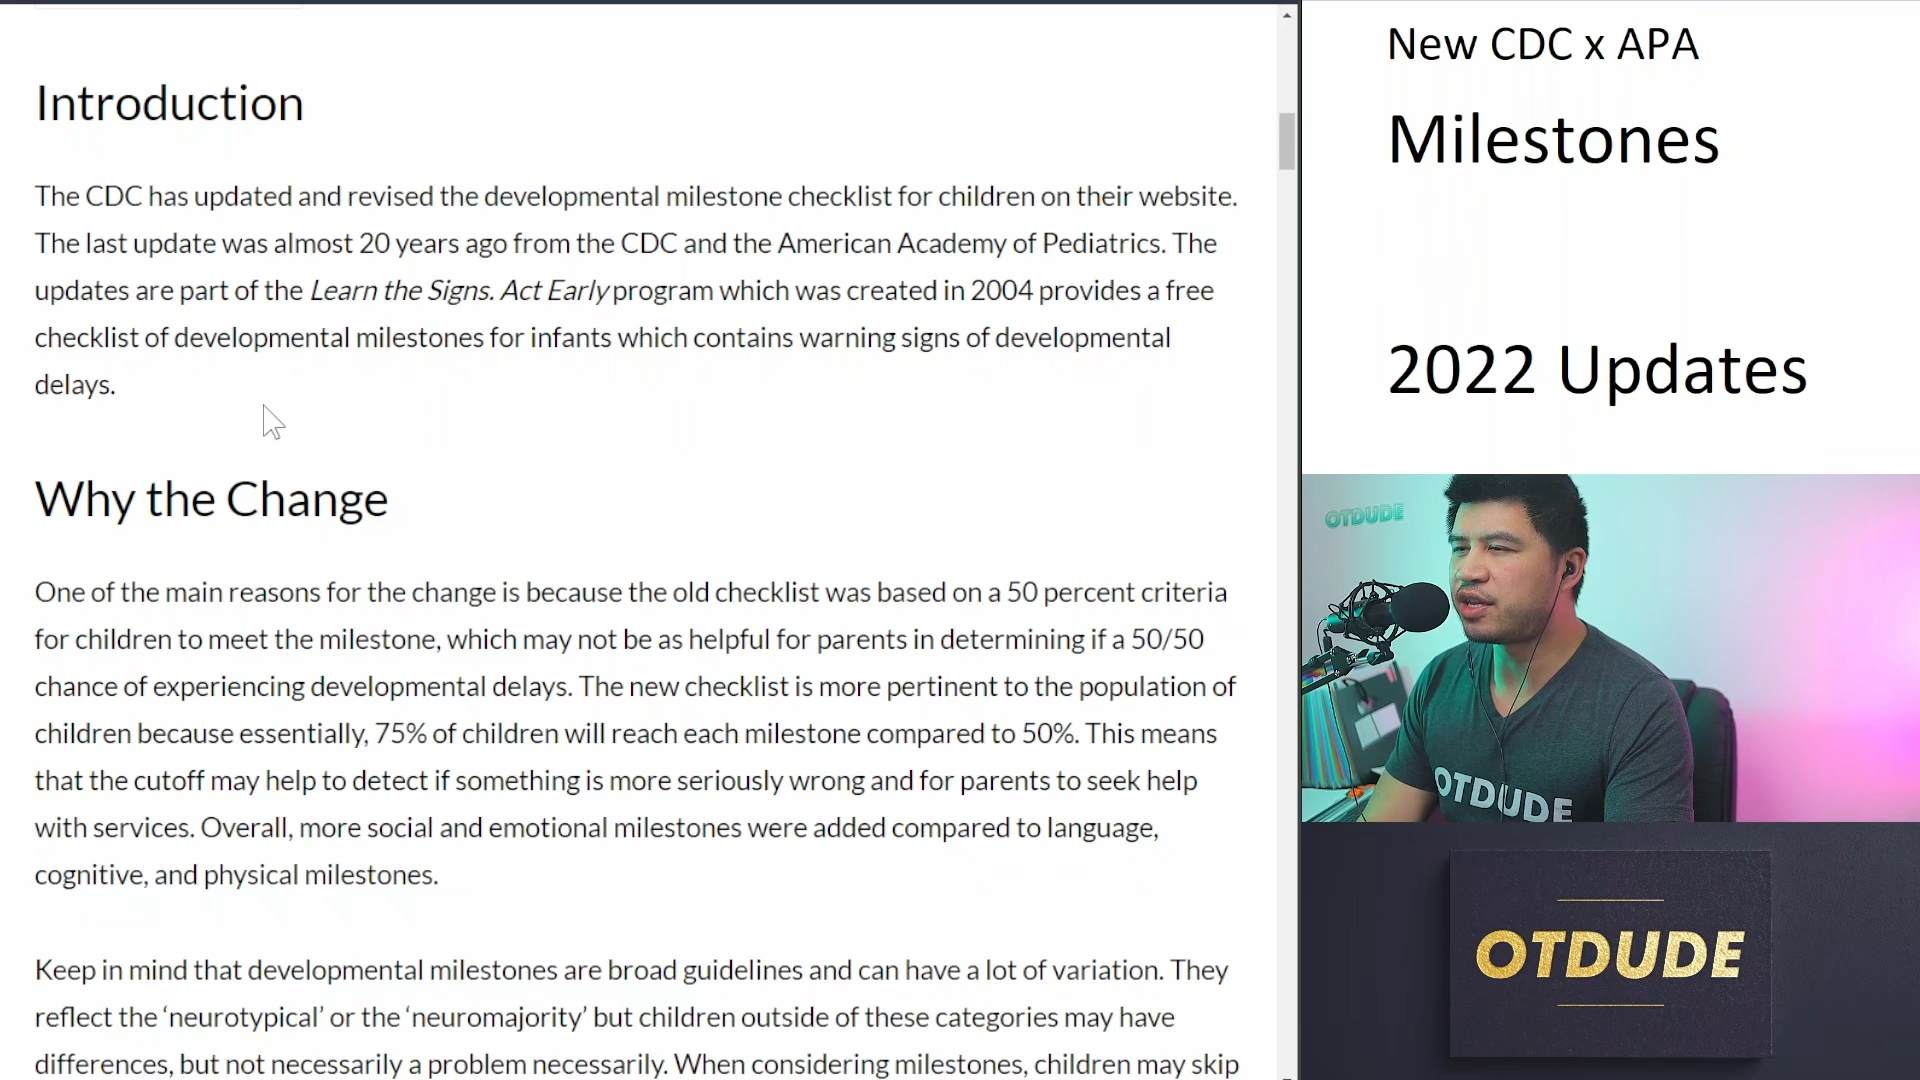 Introduction
The CDC has updated and revised the developmental milestone checklist for children on their website.
The last update was almost 20 years ago from the CDC and the American Academy of Pediatrics. The
updates are part of the Learn the Signs. Act Early program which was created in 2004 provides a free
checklist of developmental milestones for infants which contains warning signs of developmental
delays.
Why the Change
One of the main reasons for the change is because the old checklist was based on a 50 percent criteria
for children to meet the milestone, which may not be as helpful for parents in determining if a 50/50
chance of experiencing developmental delays. The new checklist is more pertinent to the population of
children because essentially, 75% of children will reach each milestone compared to 50%. This means
that the cutoff may help to detect if something is more seriously wrong and for parents to seek help
with services. Overall, more social and emotional milestones were added compared to language,
cognitive, and physical milestones.
Keep in mind that developmental milestones are broad guidelines and can have a lot of variation. They
reflect the ‘neurotypical’ or the ‘neuromajority’ but children outside of these categories may have
differences, but not necessarily a problem necessarily. When considering milestones, children may skip
New CDC x APA
Milestones
2022 Updates
OTDUDE
OTDUDE
OTDUDE